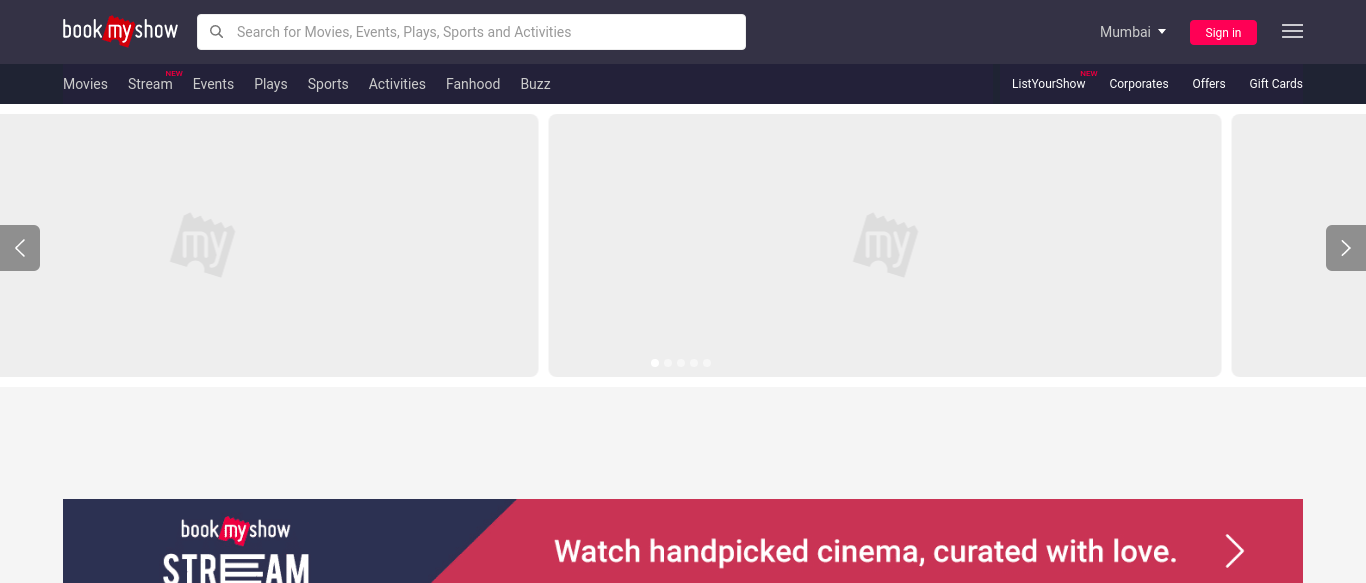 book my show
Search for Movies, Events, Plays, Sports and Activities
Mumbai
Sign in
Movies Stream NEW Events Plays Sports Activities Fanhood Buzz
ListYourShow NEW Corporates Offers Gift Cards
my
my
book my show
STREAM
Watch handpicked cinema, curated with love.